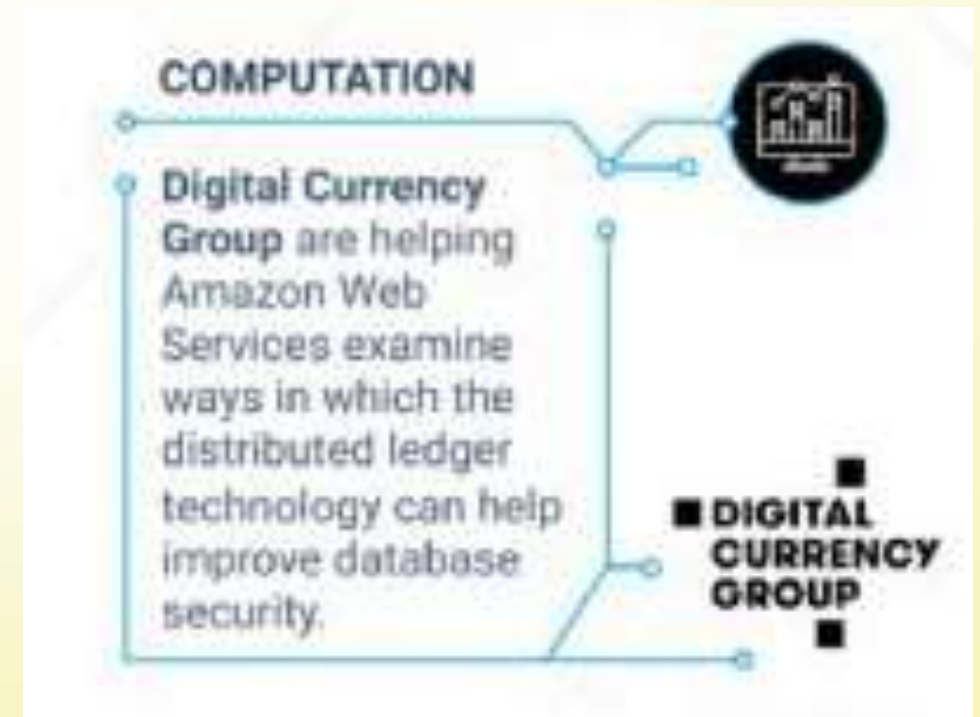 COMPUTATION
Digital Currency
Group are helping
Amazon Web
Services examine
ways in which the
distributed ledger
technology can help
improve database
security.
DIGITAL
CURRENCY
GROUP